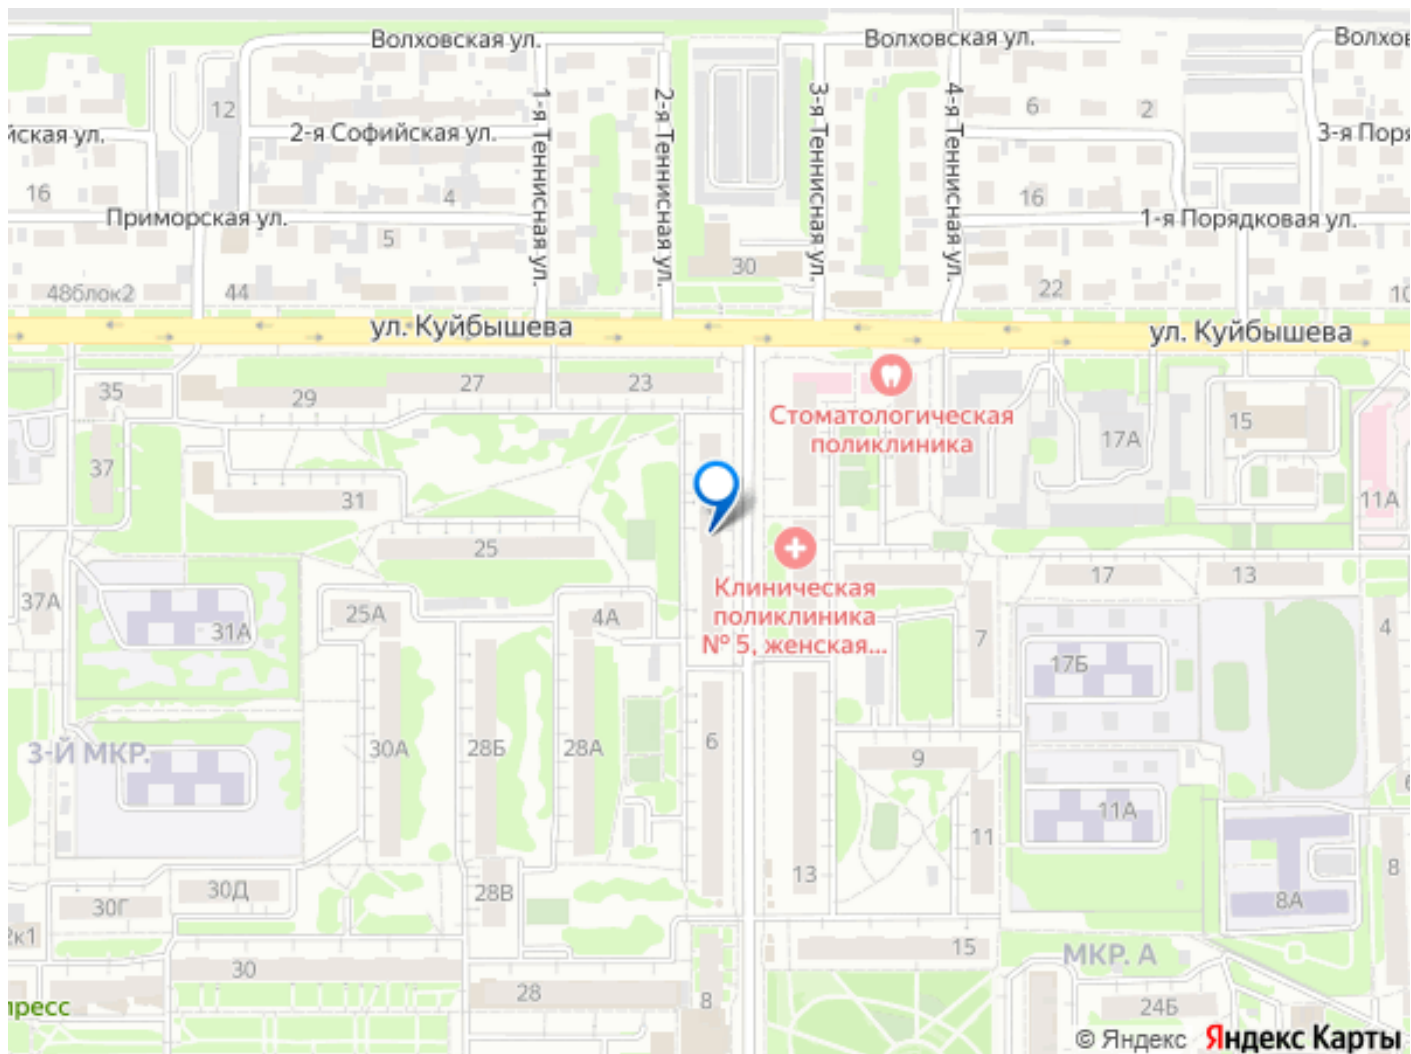 Волховская ул.
Волховская ул.
Волхов
12
1-я Теннисная ул.
2-я Теннисная ул.
3-я Теннисная ул.
4-я Теннисная ул.
6
2
йская ул.
2-я Софийская ул.
3-я Поря
16
4
16
Приморская ул.
1-я Порядковая ул.
5
30
48блок2
44
22
10
ул. Куйбышева
ул. Куйбышева
35
29
27
23
Стоматологическая
поликлиника
17А
15
37
31
11А
25
Клиническая
поликлиника
№ 5, женская...
17
13
37А
31А
25А
4А
7
4
17Б
3-Й МКР.
30А
28Б
28А
6
9
11А
11
6
13
8
30Г
30Д
28В
8А
2к1
15
МКР. А
30
28
8
24Б
пресс
© Яндекс Яндекс Карты